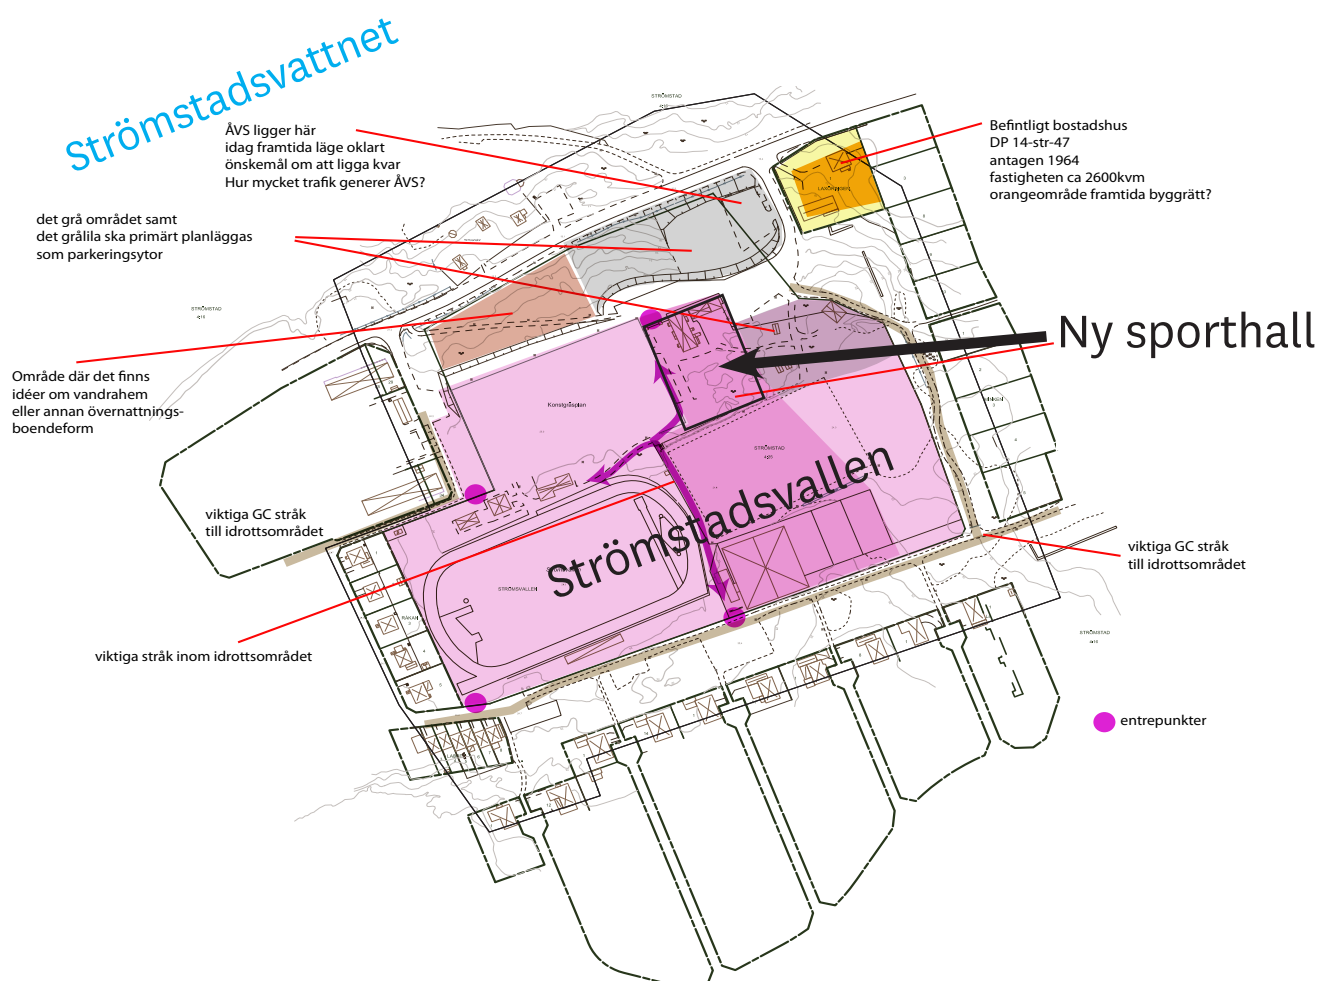 Strömstadsvattnet
STRÖMSTAD
ÅVS ligger här
idag framtida läge oklart
önskemål om att ligga kvar
Hur mycket trafik generer ÅVS?
Befintligt bostadshus
DP 14-str-47
antagen 1964
fastigheten ca 2600kvm
orangeområde framtida byggrätt?
det grå området samt
det grålila ska primärt planläggas
som parkeringsytor
STRÖMSTAD
Ny sporthall
Område där det finns
idéer om vandrahem
eller annan övernattnings-
boendeform
Konstgräsplan
STRÖMSTAD
Strömstadsvallen
viktiga GC stråk
till idrottsområdet
viktiga GC stråk
till idrottsområdet
STRÖMSVALLEN
viktiga stråk inom idrottsområdet
STRÖMSTAD
entrepunkter